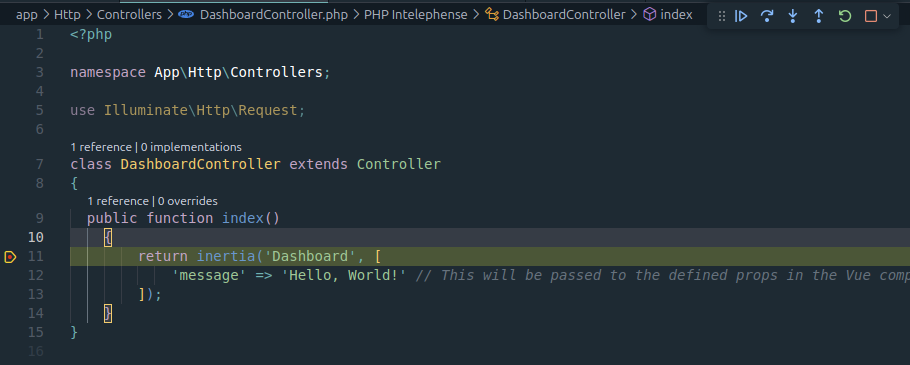 app > Http > Controllers > php DashboardController.php > PHP Intelephense > DashboardController > index
1 <?php
2
3 namespace App\Http\Controllers;
4
5 use Illuminate\Http\Request;
6
1 reference | 0 implementations
7 class DashboardController extends Controller
8 {
1 reference | 0 overrides
9 public function index()
10 {
11 return inertia('Dashboard', [
12 'message' => 'Hello, World!' // This will be passed to the defined props in the Vue comp
13 ]);
14 }
15 }
16